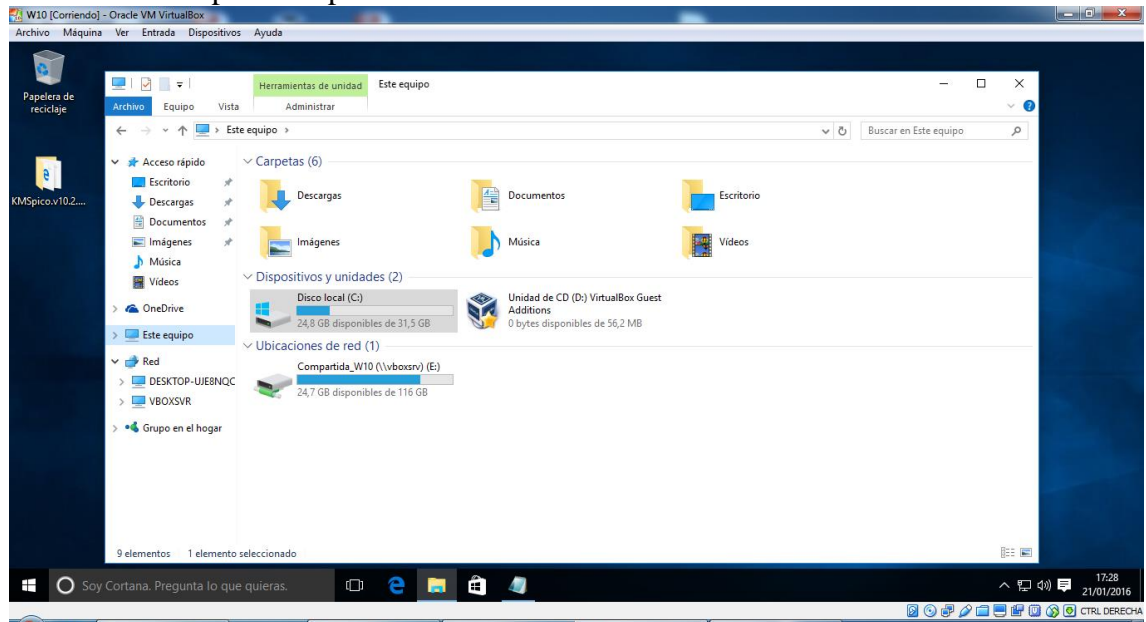 W10 [Corriendo] - Oracle VM VirtualBox
Archivo Máquina Ver Entrada Dispositivos Ayuda
Papelera de
reciclaje
KMSpico.v10.2....
Herramientas de unidad Este equipo
Archivo Equipo Vista Administrar
Este equipo
Buscar en Este equipo
Acceso rápido
Escritorio
Descargas
Documentos
Imágenes
Música
Vídeos
OneDrive
Este equipo
Red
DESKTOP-UJE8NQC
VBOXSVR
Grupo en el hogar
Carpetas (6)
Descargas
Documentos
Escritorio
Imágenes
Música
Vídeos
Dispositivos y unidades (2)
Disco local (C:)
24,8 GB disponibles de 31,5 GB
Unidad de CD (D:) VirtualBox Guest
Additions
0 bytes disponibles de 56,2 MB
Ubicaciones de red (1)
Compartida_W10 (\\vboxsrv) (E:)
24,7 GB disponibles de 116 GB
9 elementos 1 elemento seleccionado
Soy Cortana. Pregunta lo que quieras.
17:28
21/01/2016
CTRL DERECHA